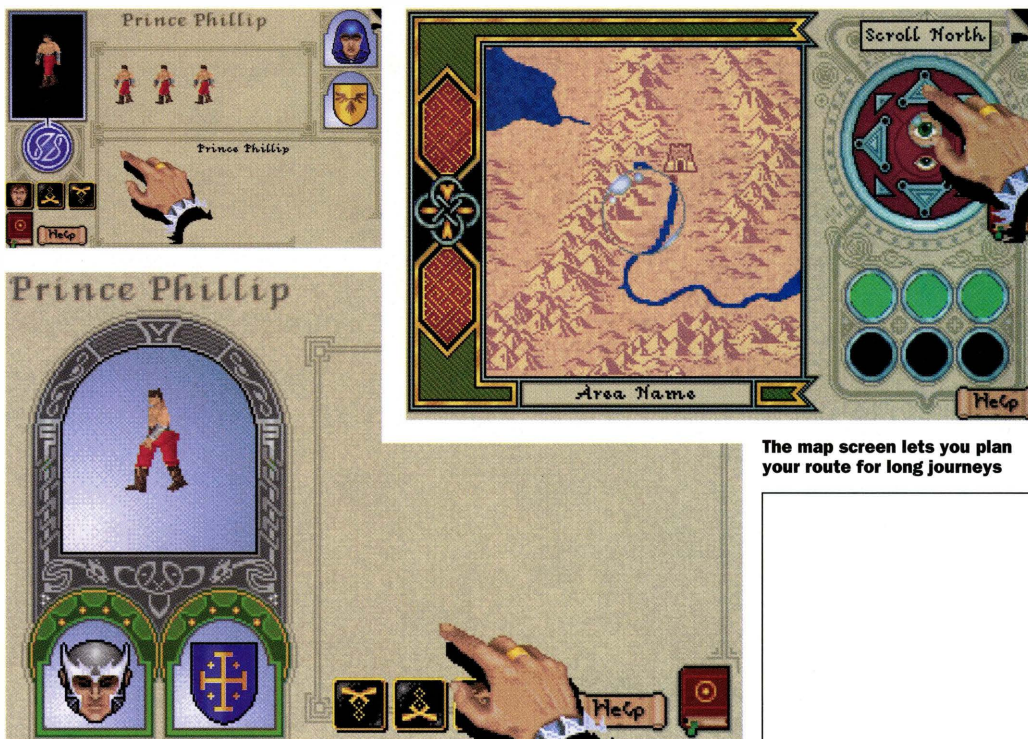 Prince Phillip
Prince Phillip
Help
Scroll North
Area Name
Help
The map screen lets you plan
your route for long journeys
Prince Phillip
Help